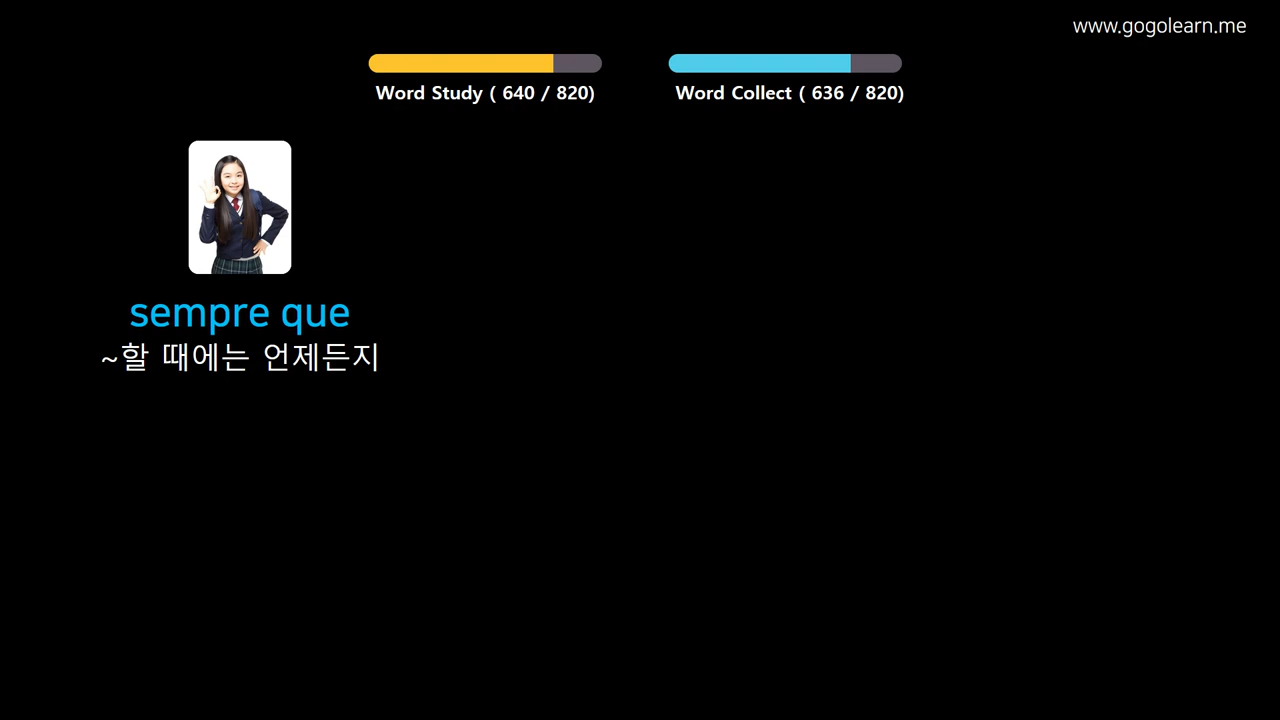 www.gogolearn.me
Word Study ( 640 / 820)
Word Collect ( 636 / 820)
sempre que
~할 때에는 언제든지